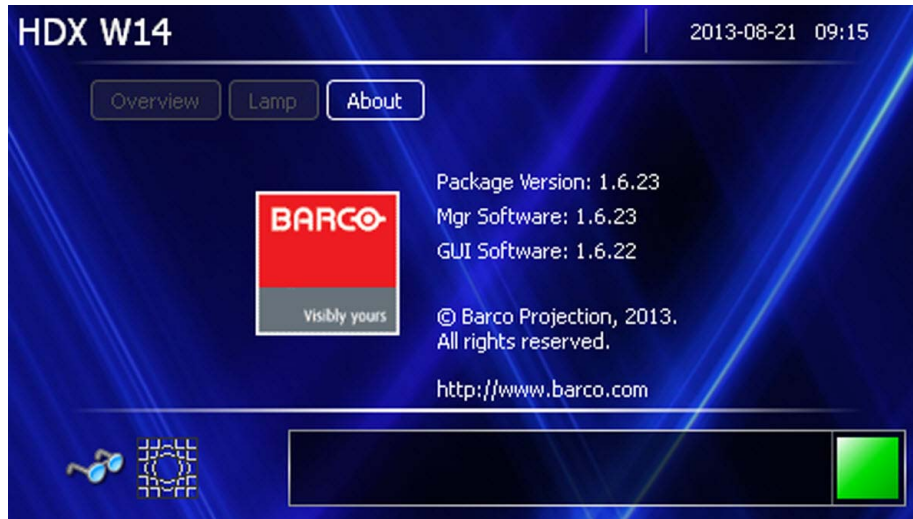 HDX W14
2013-08-21 09:15
Overview Lamp About
Package Version: 1.6.23
BARCO
Mgr Software: 1.6.23
GUI Software: 1.6.22
Visibly yours
© Barco Projection, 2013.
All rights reserved.
http://www.barco.com